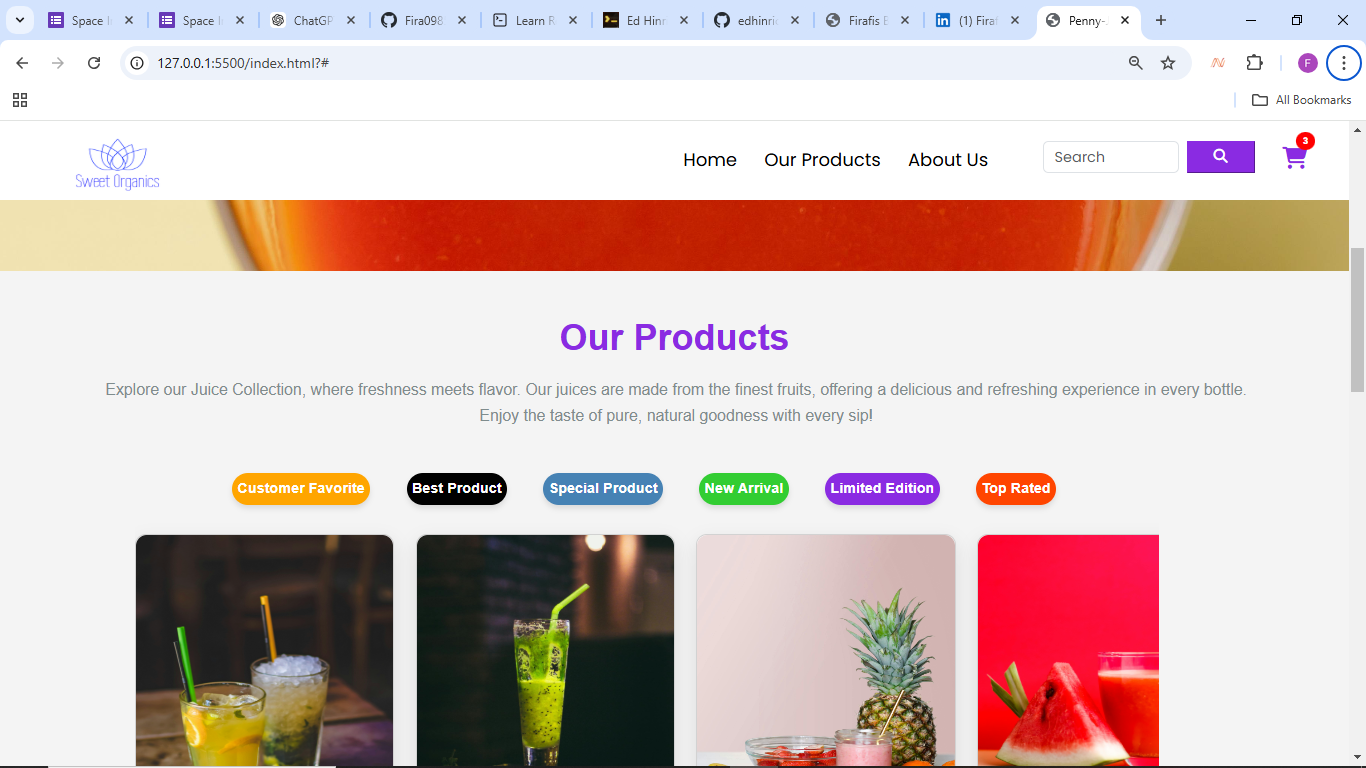 Space I
Space I
ChatGP
Fira098
Learn R
Ed Hinr
edhinric
Firafis B
(1) Firaf
Penny-
127.0.0.1:5500/index.html?#
F
All Bookmarks
Sweet Organics
Home
Our Products
About Us
Search
3
Our Products
Explore our Juice Collection, where freshness meets flavor. Our juices are made from the finest fruits, offering a delicious and refreshing experience in every bottle.
Enjoy the taste of pure, natural goodness with every sip!
Customer Favorite
Best Product
Special Product
New Arrival
Limited Edition
Top Rated